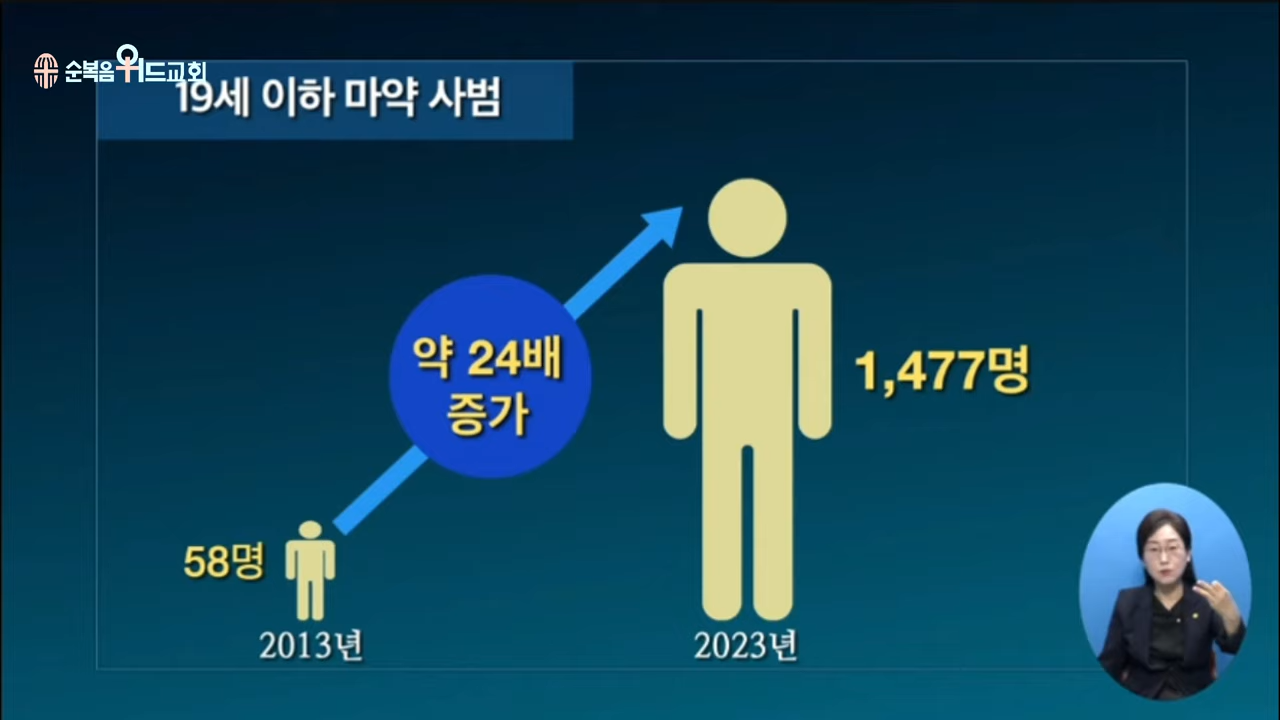 순복음위드교회
19세 이하 마약 사범
약 24배
증가
1,477명
58명
2013년
2023년